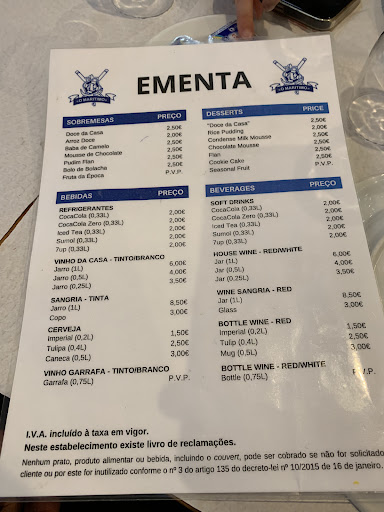 O MARITIMO
EMENTA
O MARITIMO
SOBREMESAS PREÇO
Doce da Casa 2,50€
Arroz Doce 2,00€
Baba de Camelo 2,50€
Mousse de Chocolate 2,50€
Pudim Flan 2,50€
Bolo de Bolacha 2,50€
Fruta da Época P.V.P.
BEBIDAS PREÇO
REFRIGERANTES
CocaCola (0,33L) 2,00€
CocaCola Zero (0,33L) 2,00€
Iced Tea (0,33L) 2,00€
Sumol (0,33L) 2,00€
7up (0,33L) 2,00€
VINHO DA CASA - TINTO/BRANCO
Jarro (1L) 6,00€
Jarro (0,5L) 4,00€
Jarro (0,25L) 3,50€
SANGRIA - TINTA
Jarro (1L) 8,50€
Copo 3,00€
CERVEJA
Imperial (0,2L) 1,50€
Tulipa (0,4L) 2,50€
Caneca (0,5L) 3,00€
VINHO GARRAFA - TINTO/BRANCO
Garrafa (0,75L) P.V.P.
DESSERTS PRICE
"Doce da Casa" 2,50€
Rice Pudding 2,00€
Condense Milk Mousse 2,50€
Chocolate Mousse 2,50€
Flan 2,50€
Cookie Cake 2,50€
Seasonal Fruit P.V.P.
BEVERAGES PREÇO
SOFT DRINKS
CocaCola (0,33L) 2,00€
CocaCola Zero (0,33L) 2,00€
Iced Tea (0,33L) 2,00€
Sumol (0,33L) 2,00€
7up (0,33L) 2,00€
HOUSE WINE - RED/WHITE
Jar (1L) 6,00€
Jar (0,5L) 4,00€
Jar (0,25L) 3,50€
WINE SANGRIA - RED
Jar (1L) 8,50€
Glass 3,00€
BOTTLE WINE - RED
Imperial (0,2L) 1,50€
Tulip (0,4L) 2,50€
Mug (0,5L) 3,00€
BOTTLE WINE - RED/WHITE
Bottle (0,75L) P.V.P.
I.V.A. incluído à taxa em vigor.
Neste estabelecimento existe livro de reclamações.
Nenhum prato, produto alimentar ou bebida, incluindo o couvert, pode ser cobrado se não for solicitado
cliente ou por este for inutilizado conforme o nº 3 do artigo 135 do decreto-lei nº 10/2015 de 16 de janeiro.